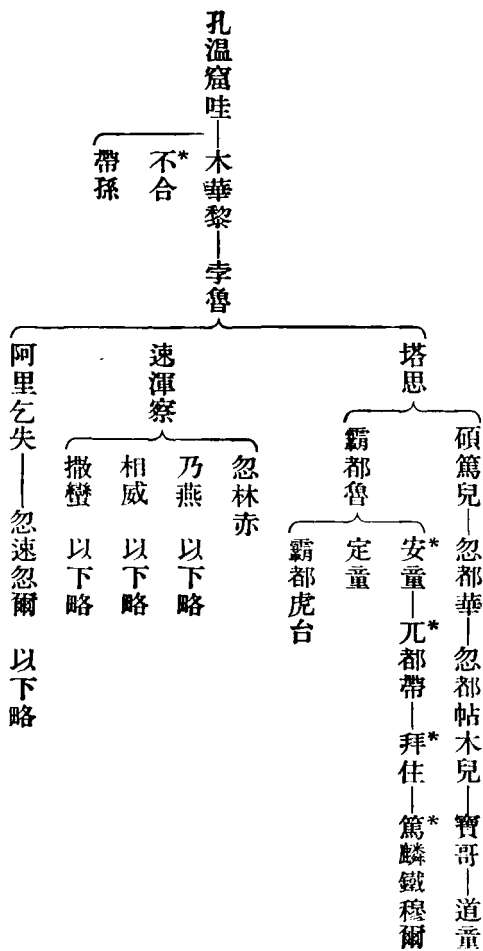 孔温窟哇―木華黎―孛魯
不*合
帶孫
塔思
碩篤兒―忽都華―忽都帖木兒―寶哥―道童
霸都魯
安*童―兀*都帶―拜*住―篤*麟鐵穆爾
定童
霸都虎台
速渾察
忽林赤
乃燕 以下略
相威 以下略
撒蠻 以下略
阿里乞失――忽速忽爾 以下略